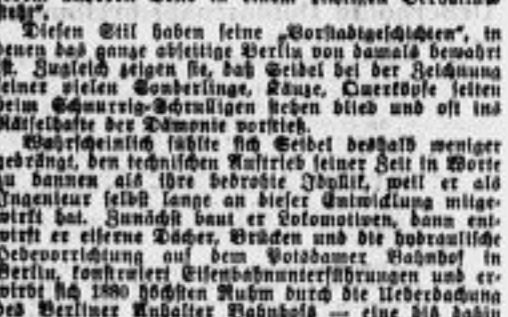 steht".
Diesen Stil haben seine „Vorstadtgeschichten", in
denen das ganze abseitige Berlin von damals bewahrt
ist. Zugleich zeigen sie, daß Seidel bei der Zeichnung
seiner vielen Sonderlinge, Käuze, Querköpfe selten
beim Schnurrig-Schrulligen stehen blieb und oft ins
Rätselhafte der Dämonie vorstieß.
Wahrscheinlich fühlte sich Seidel deshalb weniger
gedrängt, den technischen Auftrieb seiner Zeit in Worte
zu bannen als ihre bedrohte Idyllik, weil er als
Ingenieur selbst lange an dieser Entwicklung mitge-
wirkt hat. Zunächst baut er Lokomotiven, dann ent-
wirft er eiserne Dächer, Brücken und die hydraulische
Hebevorrichtung auf dem Potsdamer Bahnhof in
Berlin, konstruiert Eisenbahnunterführungen und er-
wirbt sich 1880 höchsten Ruhm durch die Ueberdachung
des Berliner Anhalter Bahnhofs — eine bis dahin